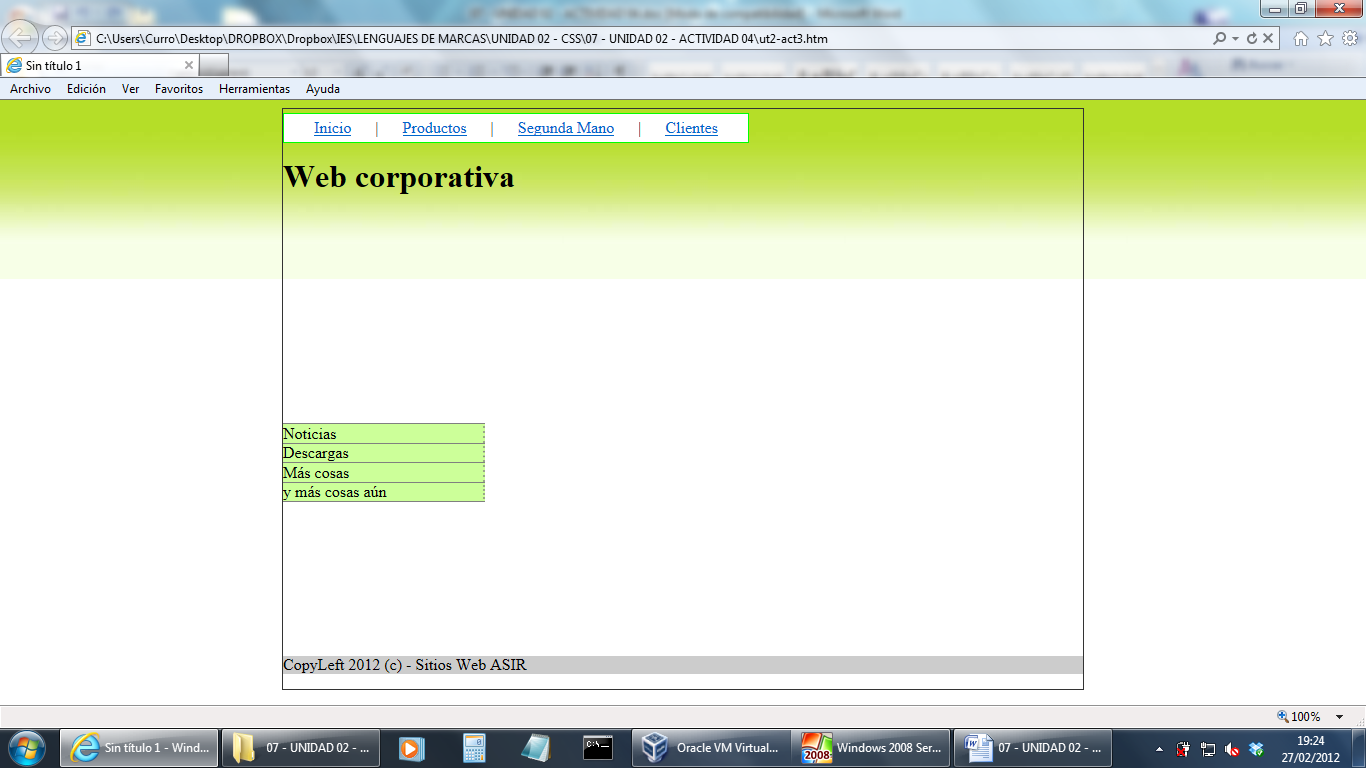 C:\Users\Curro\Desktop\DROPBOX\Dropbox\IES\LENGUAJES DE MARCAS\UNIDAD 02 - CSS\07 - UNIDAD 02 - ACTIVIDAD 04\ut2-act3.htm
Sin título 1
Archivo Edición Ver Favoritos Herramientas Ayuda
Inicio | Productos | Segunda Mano | Clientes
Web corporativa
Noticias
Descargas
Más cosas
y más cosas aún
CopyLeft 2012 (c) - Sitios Web ASIR
100%
Sin título 1 - Wind... 07 - UNIDAD 02 - ... C:\_ Oracle VM Virtual... 2008 Windows 2008 Ser... 07 - UNIDAD 02 - ... 19:24
27/02/2012